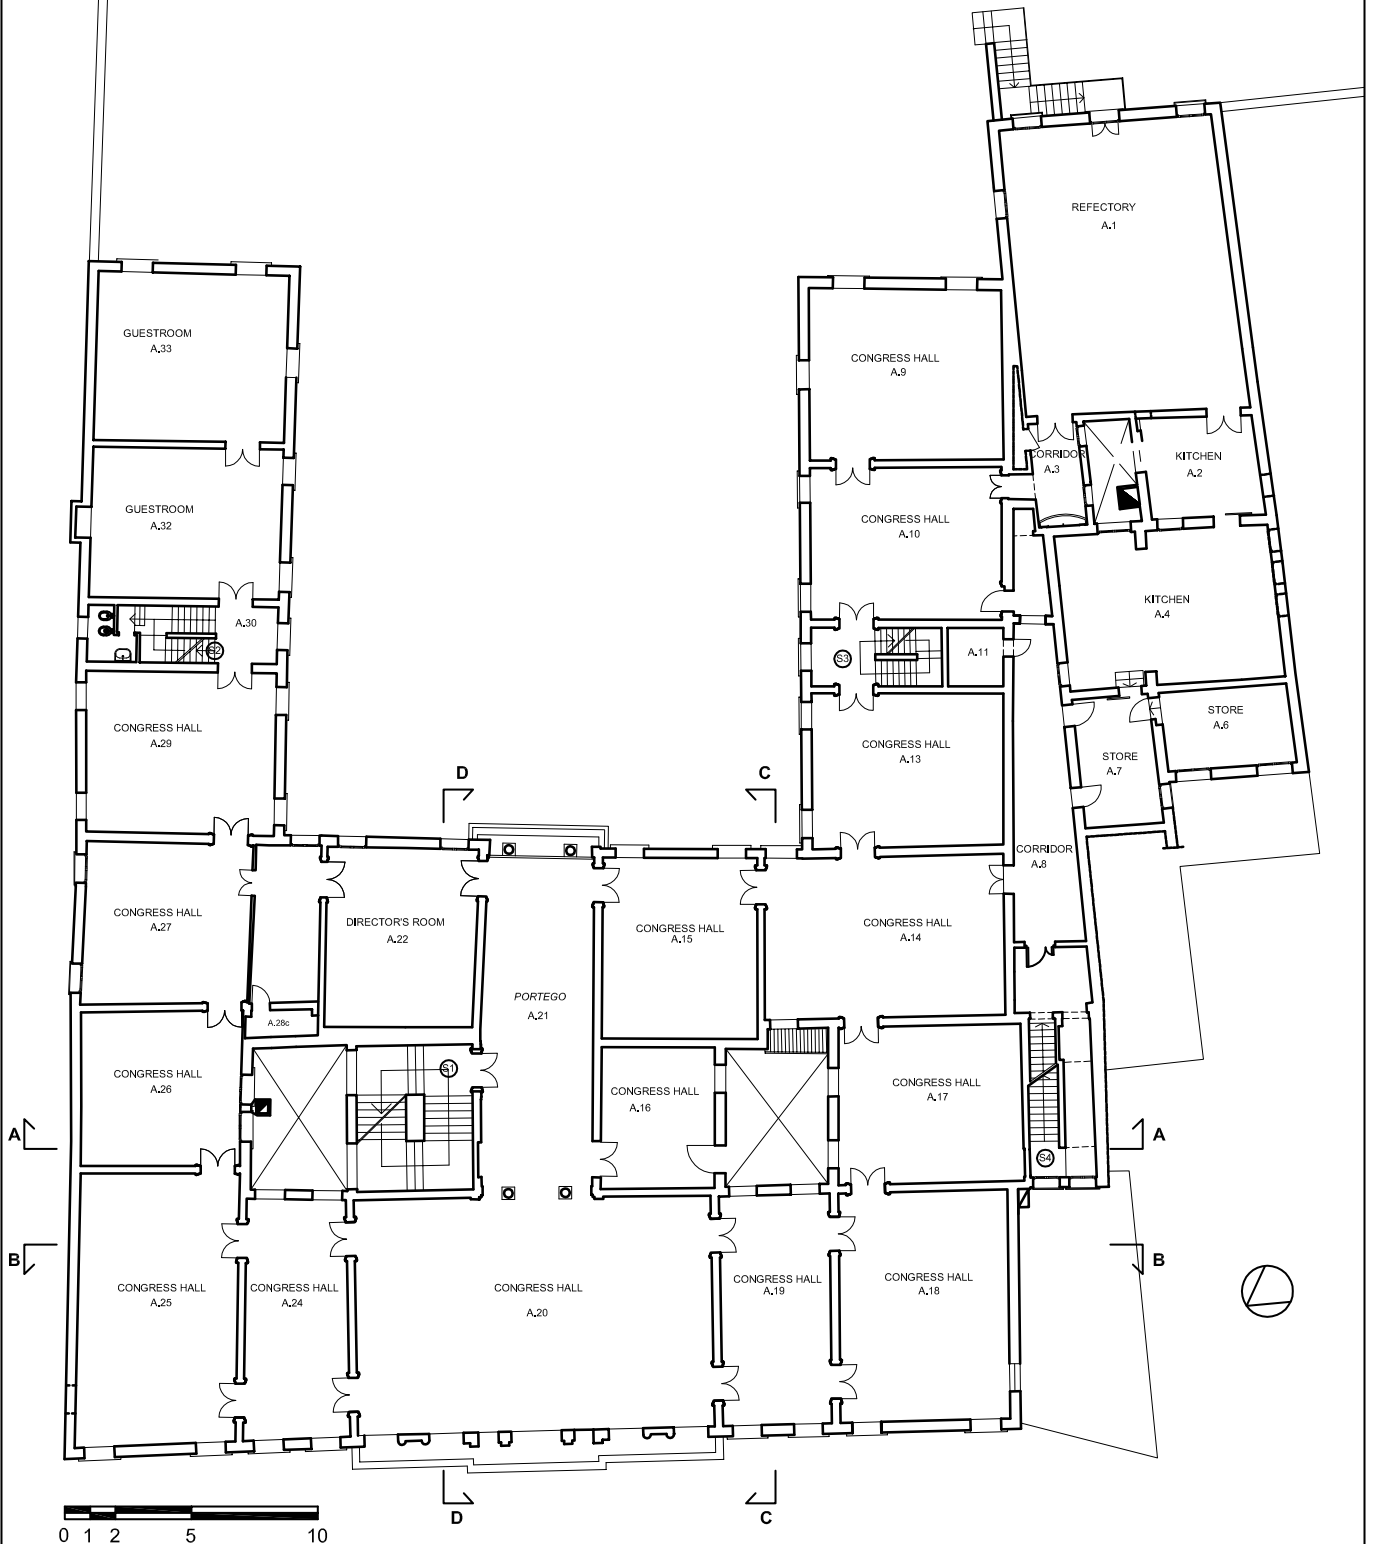 REFECTORY
A.1
GUESTROOM
A.33
CONGRESS HALL
A.9
CORRIDOR
A.3
KITCHEN
A.2
GUESTROOM
A.32
CONGRESS HALL
A.10
KITCHEN
A.4
A.30
S2
S3
A.11
CONGRESS HALL
A.29
CONGRESS HALL
A.13
STORE
A.6
STORE
A.7
D
C
CORRIDOR
A.8
CONGRESS HALL
A.27
DIRECTOR'S ROOM
A.22
CONGRESS HALL
A.15
CONGRESS HALL
A.14
PORTEGO
A.21
A.28c
CONGRESS HALL
A.26
S1
CONGRESS HALL
A.16
CONGRESS HALL
A.17
A
A
S4
B
B
CONGRESS HALL
A.25
CONGRESS HALL
A.24
CONGRESS HALL
A.20
CONGRESS HALL
A.19
CONGRESS HALL
A.18
D
C
0 1 2 5 10